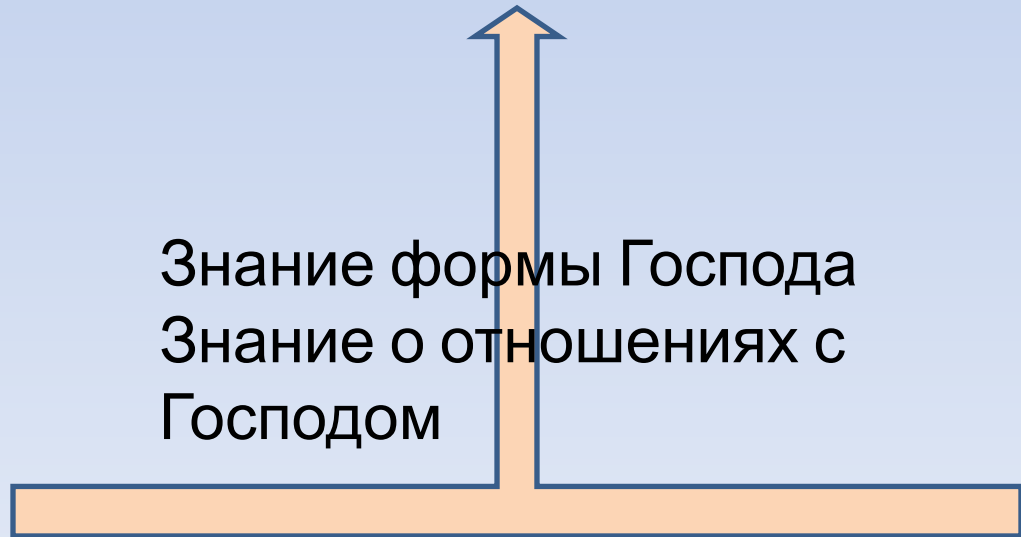 Знание формы Господа
Знание о отношениях с
Господом